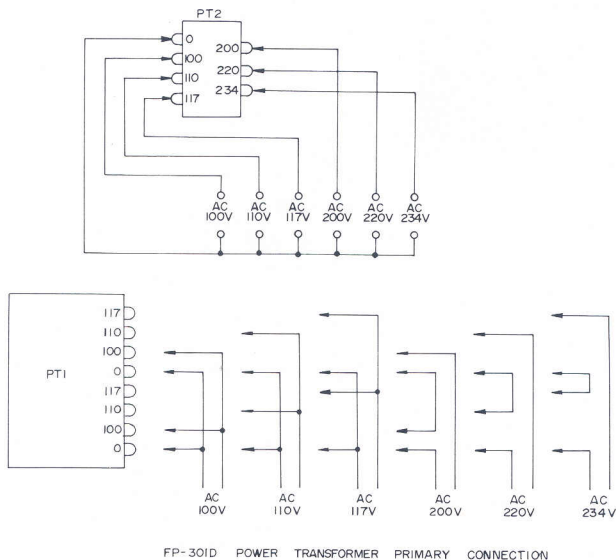 PT2
0
100
110
117
200
220
234
AC 100V
AC 110V
AC 117V
AC 200V
AC 220V
AC 234V
PT1
117
110
100
0
117
110
100
0
AC 100V
AC 110V
AC 117V
AC 200V
AC 220V
AC 234V
FP-301D POWER TRANSFORMER PRIMARY CONNECTION